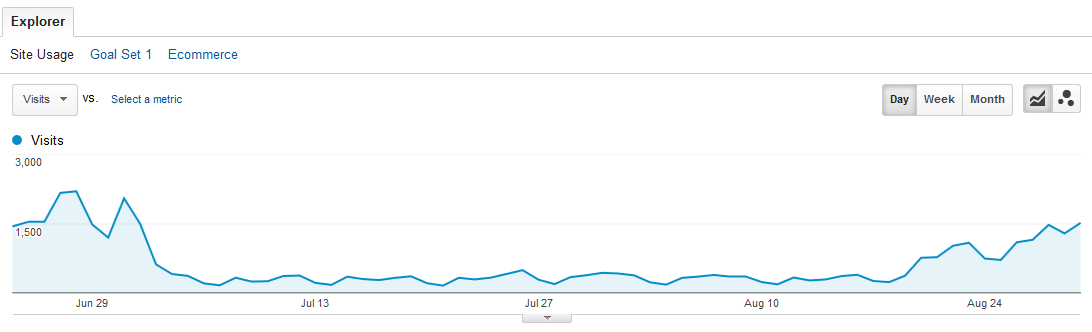 Explorer
Site Usage Goal Set 1 Ecommerce
Visits vs. Select a metric Day Week Month
Visits
3,000
1,500
Jun 29 Jul 13 Jul 27 Aug 10 Aug 24